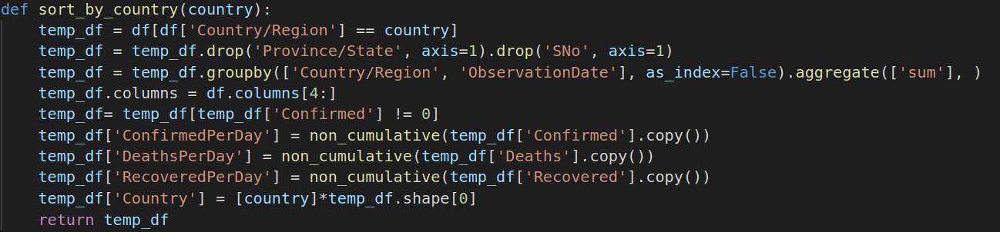 def sort_by_country(country):
    temp_df = df[df['Country/Region'] == country]
    temp_df = temp_df.drop('Province/State', axis=1).drop('SNo', axis=1)
    temp_df = temp_df.groupby(['Country/Region', 'ObservationDate'], as_index=False).aggregate(['sum'], )
    temp_df.columns = df.columns[4:]
    temp_df= temp_df[temp_df['Confirmed'] != 0]
    temp_df['ConfirmedPerDay'] = non_cumulative(temp_df['Confirmed'].copy())
    temp_df['DeathsPerDay'] = non_cumulative(temp_df['Deaths'].copy())
    temp_df['RecoveredPerDay'] = non_cumulative(temp_df['Recovered'].copy())
    temp_df['Country'] = [country]*temp_df.shape[0]
    return temp_df